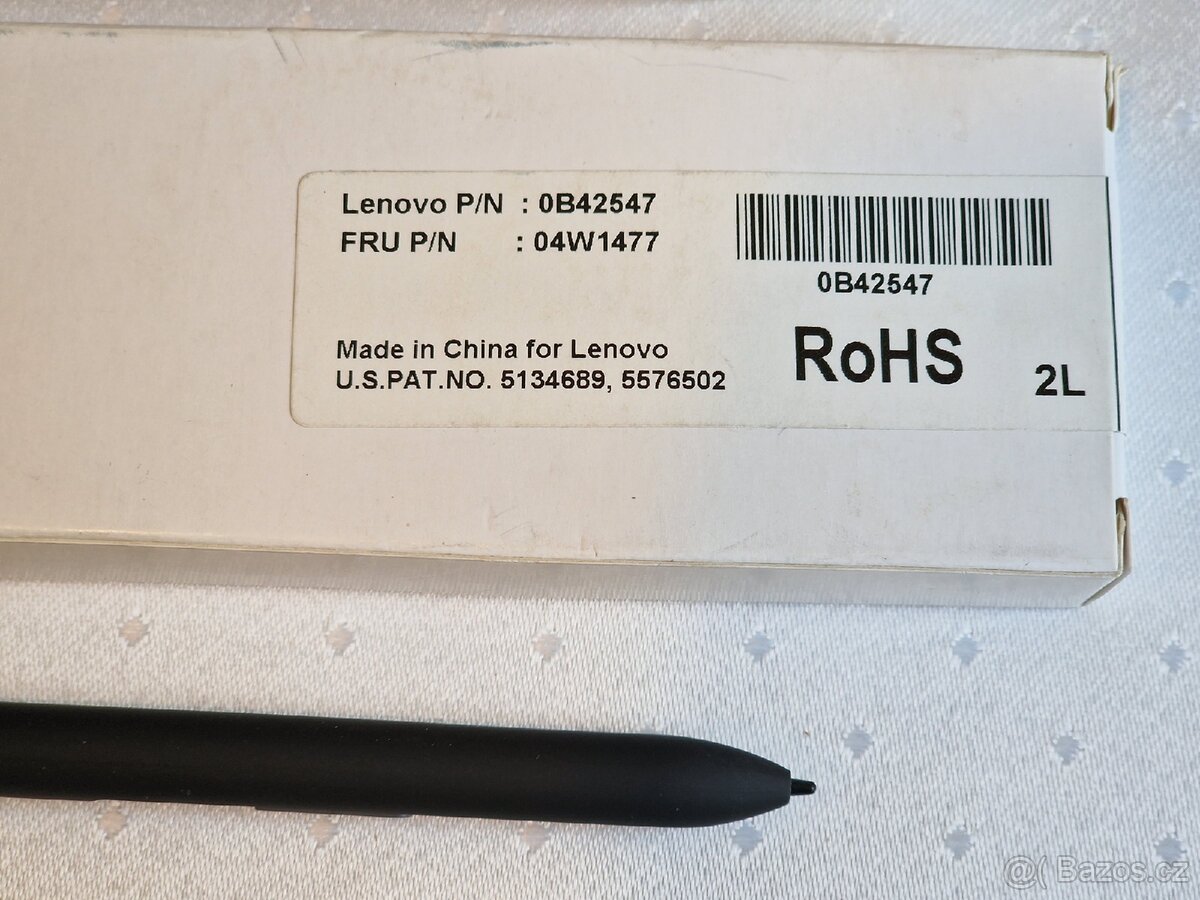 Lenovo P/N : 0B42547
FRU P/N : 04W1477
0B42547
Made in China for Lenovo
U.S.PAT.NO. 5134689, 5576502
RoHS
2L
@( Bazos.cz